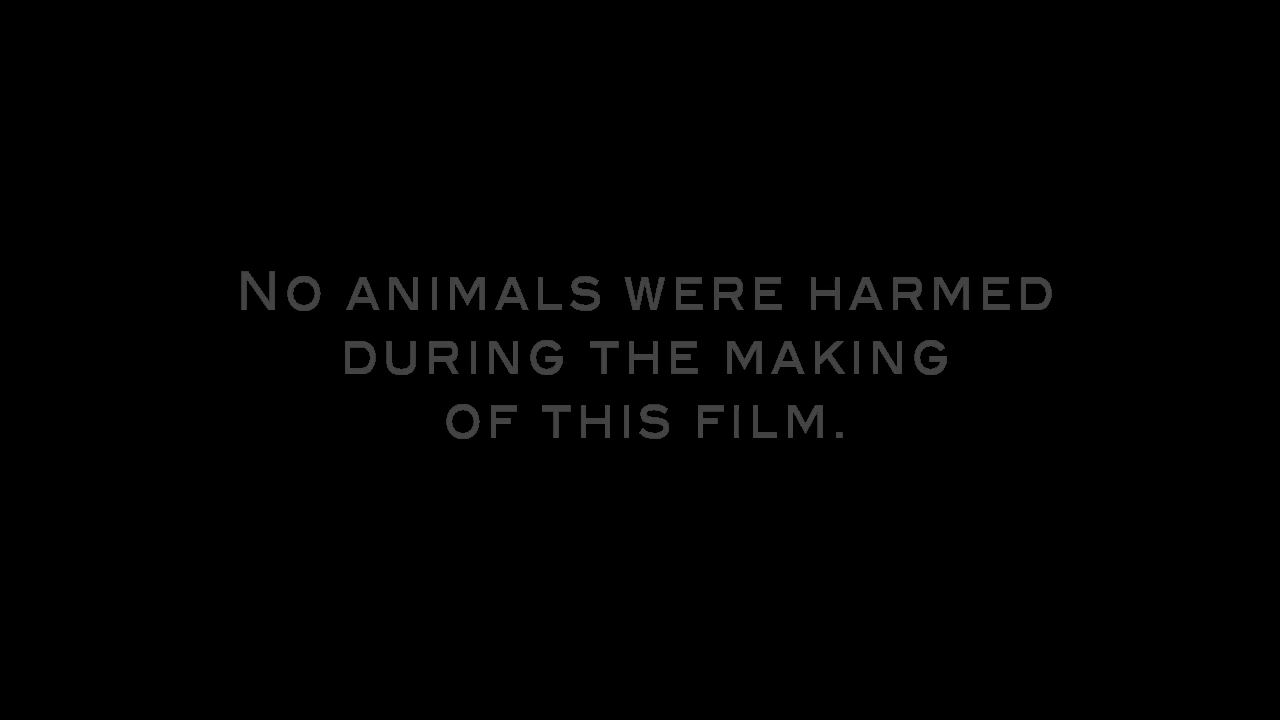 No animals were harmed
during the making
of this film.